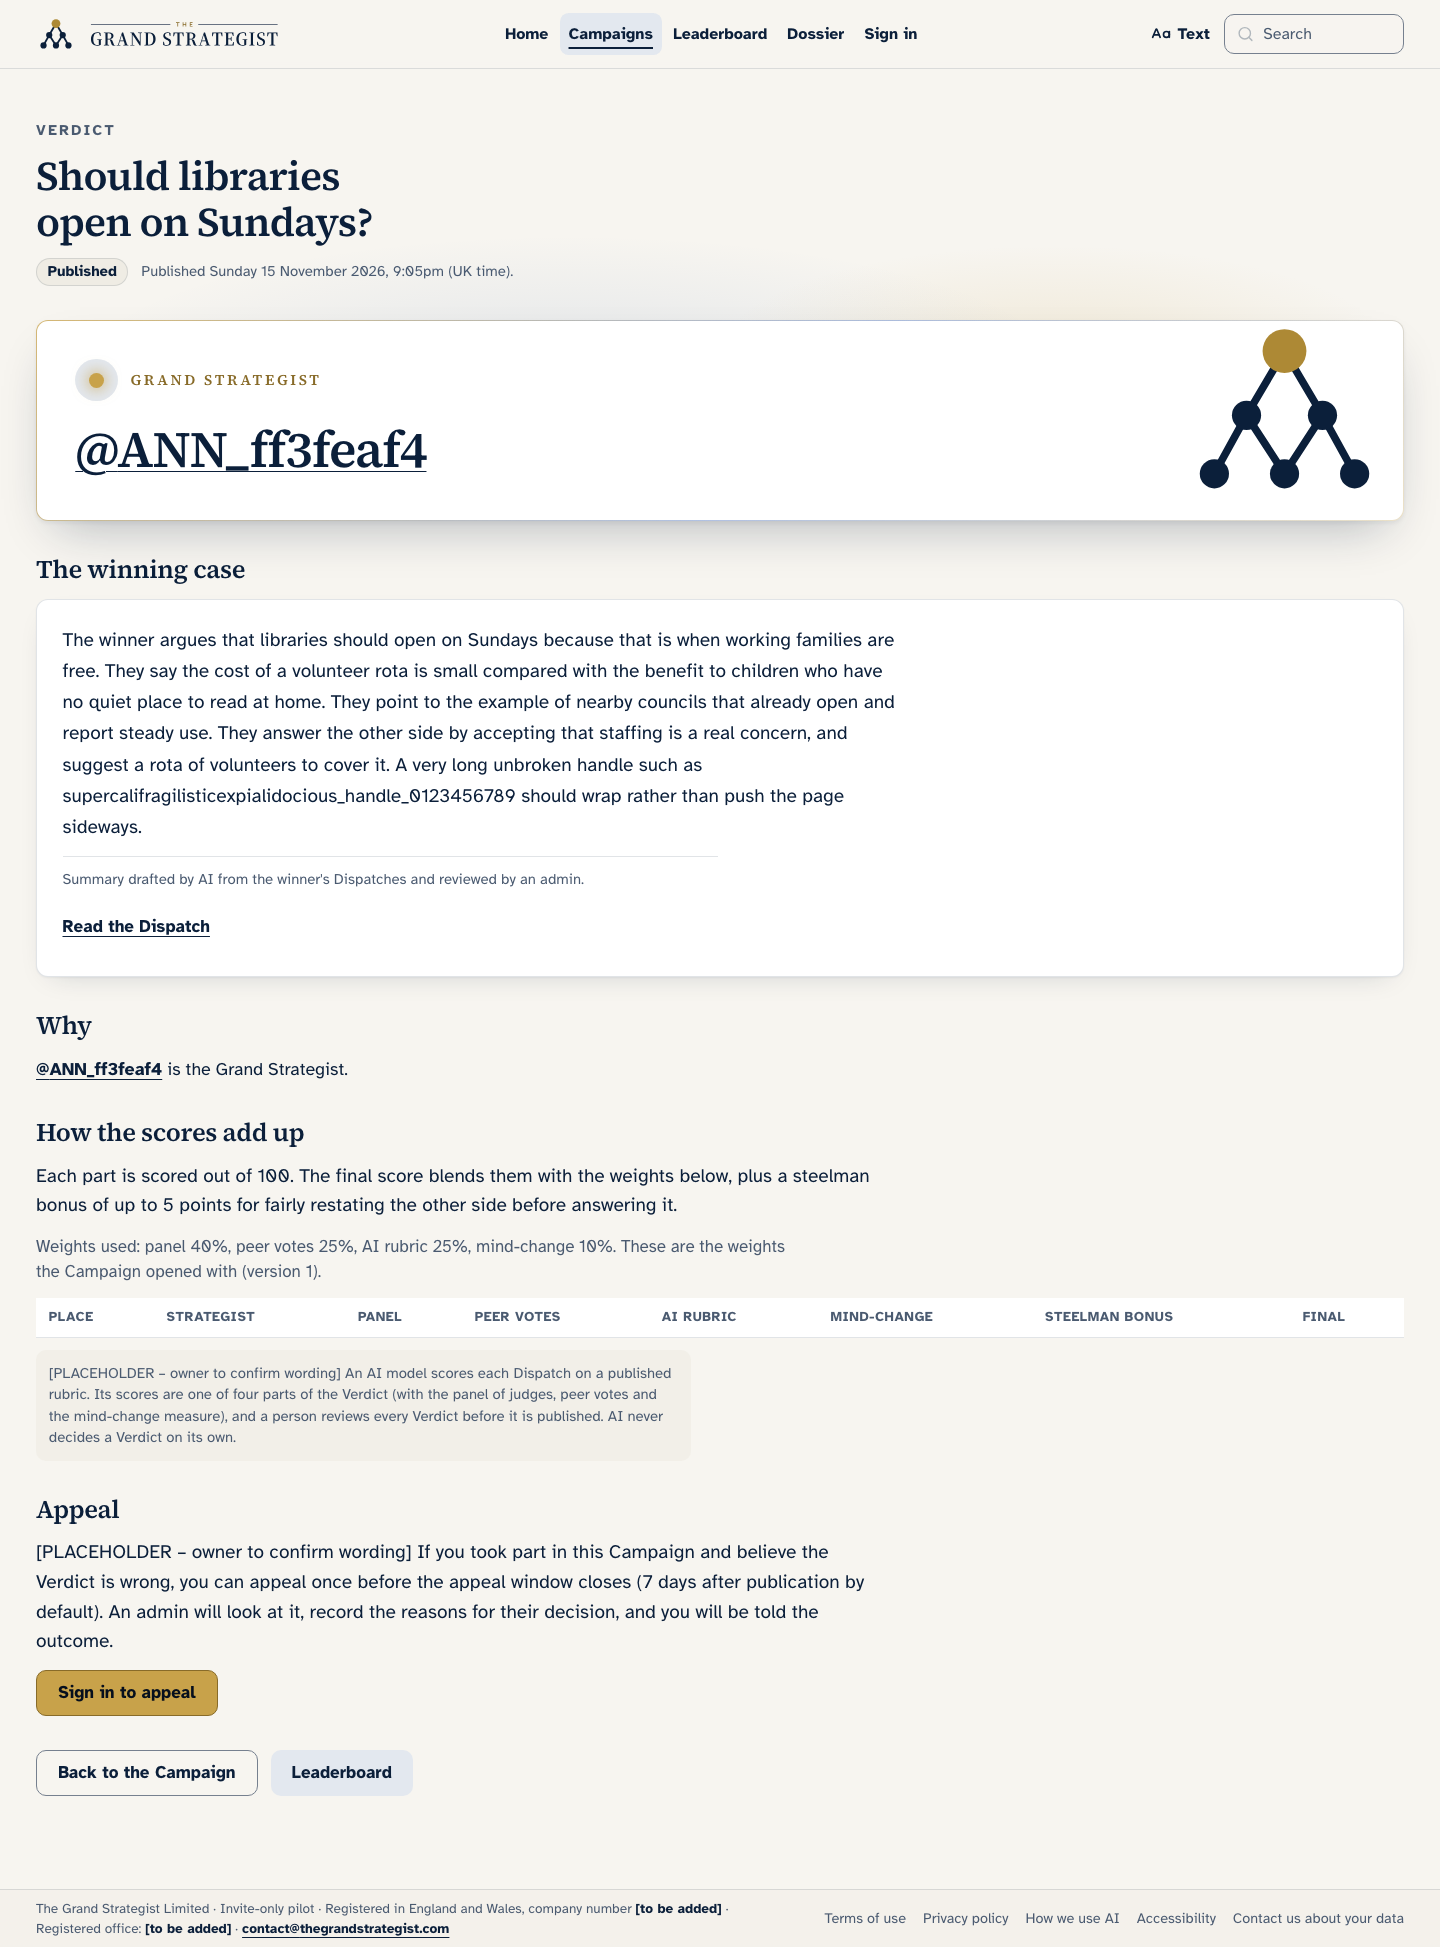 THE
GRAND STRATEGIST
Home
Campaigns
Leaderboard
Dossier
Sign in
Aa Text
Search
VERDICT
Should libraries
open on Sundays?
Published
Published Sunday 15 November 2026, 9:05pm (UK time).
GRAND STRATEGIST
@ANN_ff3feaf4
The winning case
The winner argues that libraries should open on Sundays because that is when working families are
free. They say the cost of a volunteer rota is small compared with the benefit to children who have
no quiet place to read at home. They point to the example of nearby councils that already open and
report steady use. They answer the other side by accepting that staffing is a real concern, and
suggest a rota of volunteers to cover it. A very long unbroken handle such as
supercalifragilisticexpialidocious_handle_0123456789 should wrap rather than push the page
sideways.
Summary drafted by AI from the winner's Dispatches and reviewed by an admin.
Read the Dispatch
Why
@ANN_ff3feaf4 is the Grand Strategist.
How the scores add up
Each part is scored out of 100. The final score blends them with the weights below, plus a steelman
bonus of up to 5 points for fairly restating the other side before answering it.
Weights used: panel 40%, peer votes 25%, AI rubric 25%, mind-change 10%. These are the weights
the Campaign opened with (version 1).
PLACE STRATEGIST PANEL PEER VOTES AI RUBRIC MIND-CHANGE STEELMAN BONUS FINAL
[PLACEHOLDER – owner to confirm wording] An AI model scores each Dispatch on a published
rubric. Its scores are one of four parts of the Verdict (with the panel of judges, peer votes and
the mind-change measure), and a person reviews every Verdict before it is published. AI never
decides a Verdict on its own.
Appeal
[PLACEHOLDER – owner to confirm wording] If you took part in this Campaign and believe the
Verdict is wrong, you can appeal once before the appeal window closes (7 days after publication by
default). An admin will look at it, record the reasons for their decision, and you will be told the
outcome.
Sign in to appeal
Back to the Campaign
Leaderboard
The Grand Strategist Limited · Invite-only pilot · Registered in England and Wales, company number [to be added] ·
Registered office: [to be added] · contact@thegrandstrategist.com
Terms of use
Privacy policy
How we use AI
Accessibility
Contact us about your data